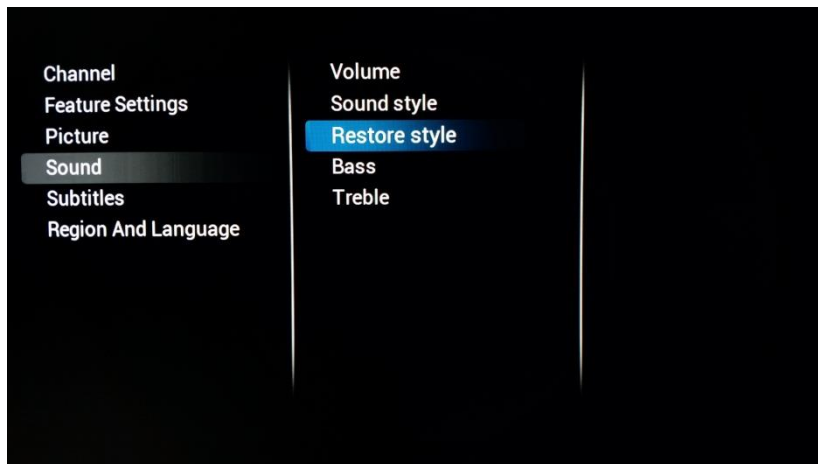 Channel
Feature Settings
Picture
Sound
Subtitles
Region And Language
Volume
Sound style
Restore style
Bass
Treble